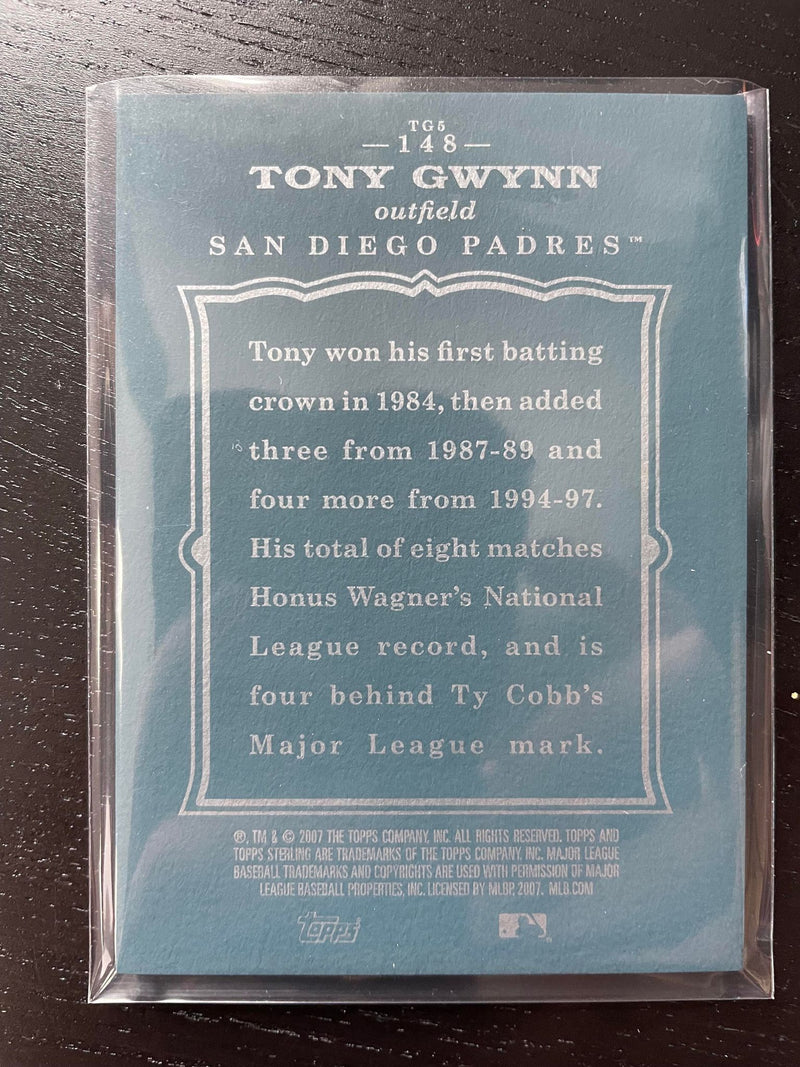 TG5
—148—
TONY GWYNN
outfield
SAN DIEGO PADRES™
Tony won his first batting
crown in 1984, then added
three from 1987-89 and
four more from 1994-97.
His total of eight matches
Honus Wagner's National
League record, and is
four behind Ty Cobb's
Major League mark.
®, TM & © 2007 THE TOPPS COMPANY, INC. ALL RIGHTS RESERVED. TOPPS AND
TOPPS STERLING ARE TRADEMARKS OF THE TOPPS COMPANY, INC. MAJOR LEAGUE
BASEBALL TRADEMARKS AND COPYRIGHTS ARE USED WITH PERMISSION OF MAJOR
LEAGUE BASEBALL PROPERTIES, INC. LICENSED BY MLBP, 2007. MLB.COM
Topps